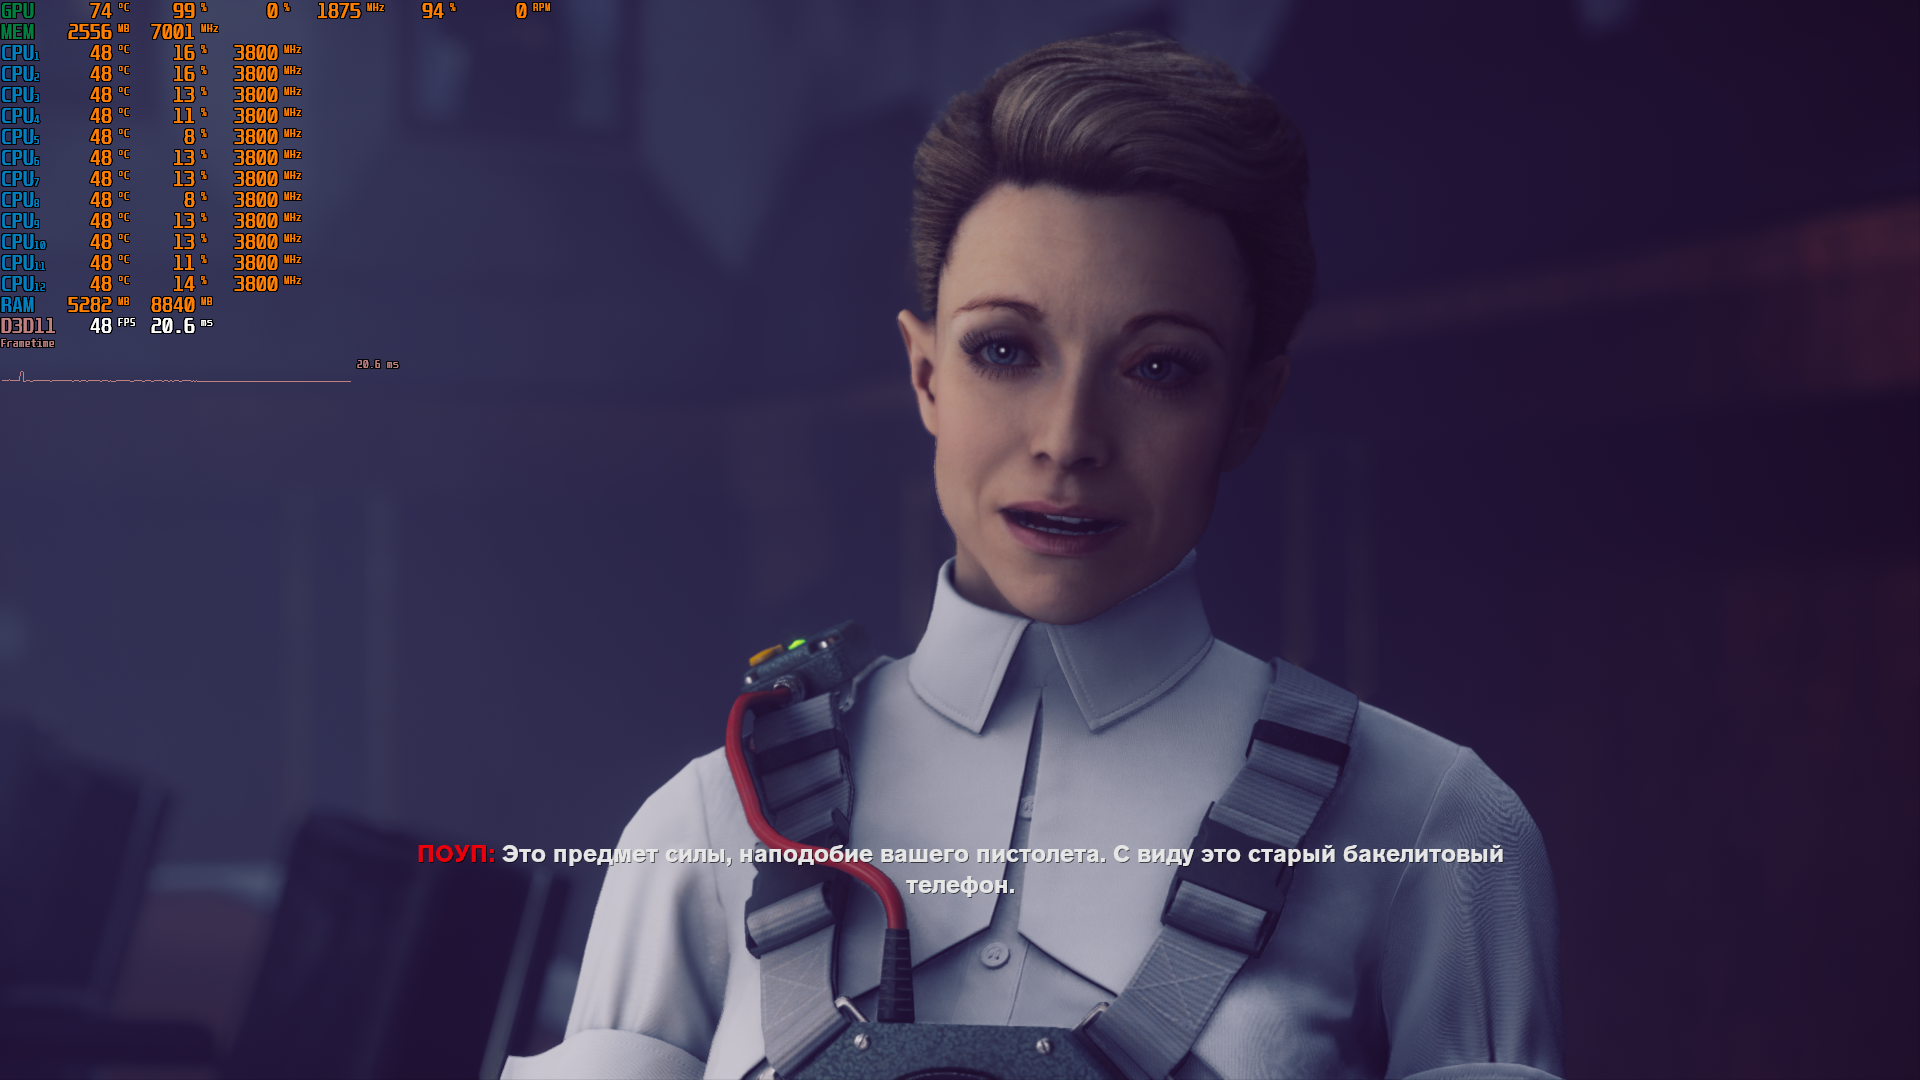 GPU 74 °C 99 % 0 % 1875 MHz 94 % 0 RPM
MEM 2556 MB 7001 MHz
CPU1 48 °C 16 % 3800 MHz
CPU2 48 °C 16 % 3800 MHz
CPU3 48 °C 13 % 3800 MHz
CPU4 48 °C 11 % 3800 MHz
CPU5 48 °C 8 % 3800 MHz
CPU6 48 °C 13 % 3800 MHz
CPU7 48 °C 13 % 3800 MHz
CPU8 48 °C 8 % 3800 MHz
CPU9 48 °C 13 % 3800 MHz
CPU10 48 °C 13 % 3800 MHz
CPU11 48 °C 11 % 3800 MHz
CPU12 48 °C 14 % 3800 MHz
RAM 5282 MB 8840 MB
D3D11 48 FPS 20.6 ms
Frametime
20.6 ms
ПОУП: Это предмет силы, наподобие вашего пистолета. С виду это старый бакелитовый
телефон.